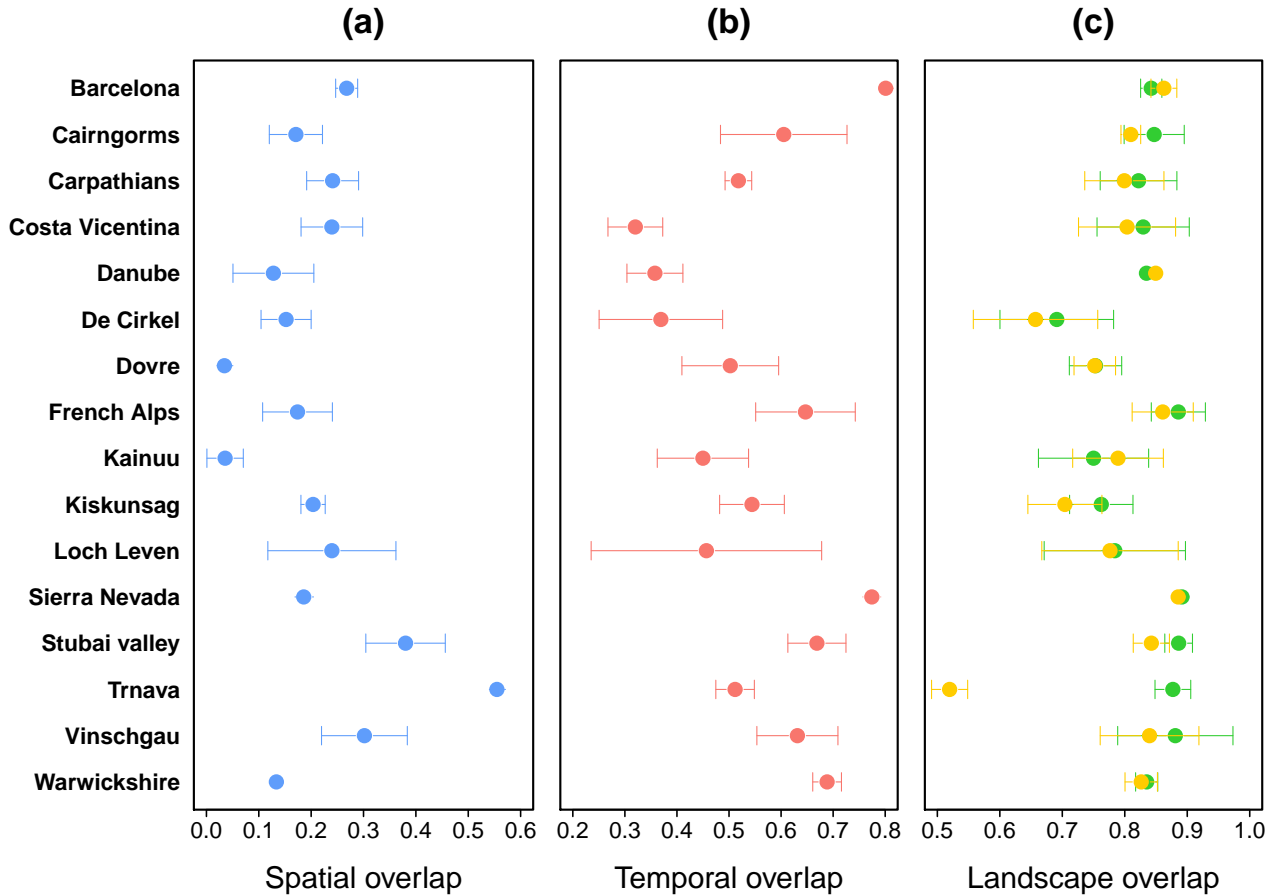 (a)
(b)
(c)
Barcelona
Cairngorms
Carpathians
Costa Vicentina
Danube
De Cirkel
Dovre
French Alps
Kainuu
Kiskunsag
Loch Leven
Sierra Nevada
Stubai valley
Trnava
Vinschgau
Warwickshire
0.0 0.1 0.2 0.3 0.4 0.5 0.6
0.2 0.3 0.4 0.5 0.6 0.7 0.8
0.5 0.7 0.8 0.9 1.0
Spatial overlap
Temporal overlap
Landscape overlap